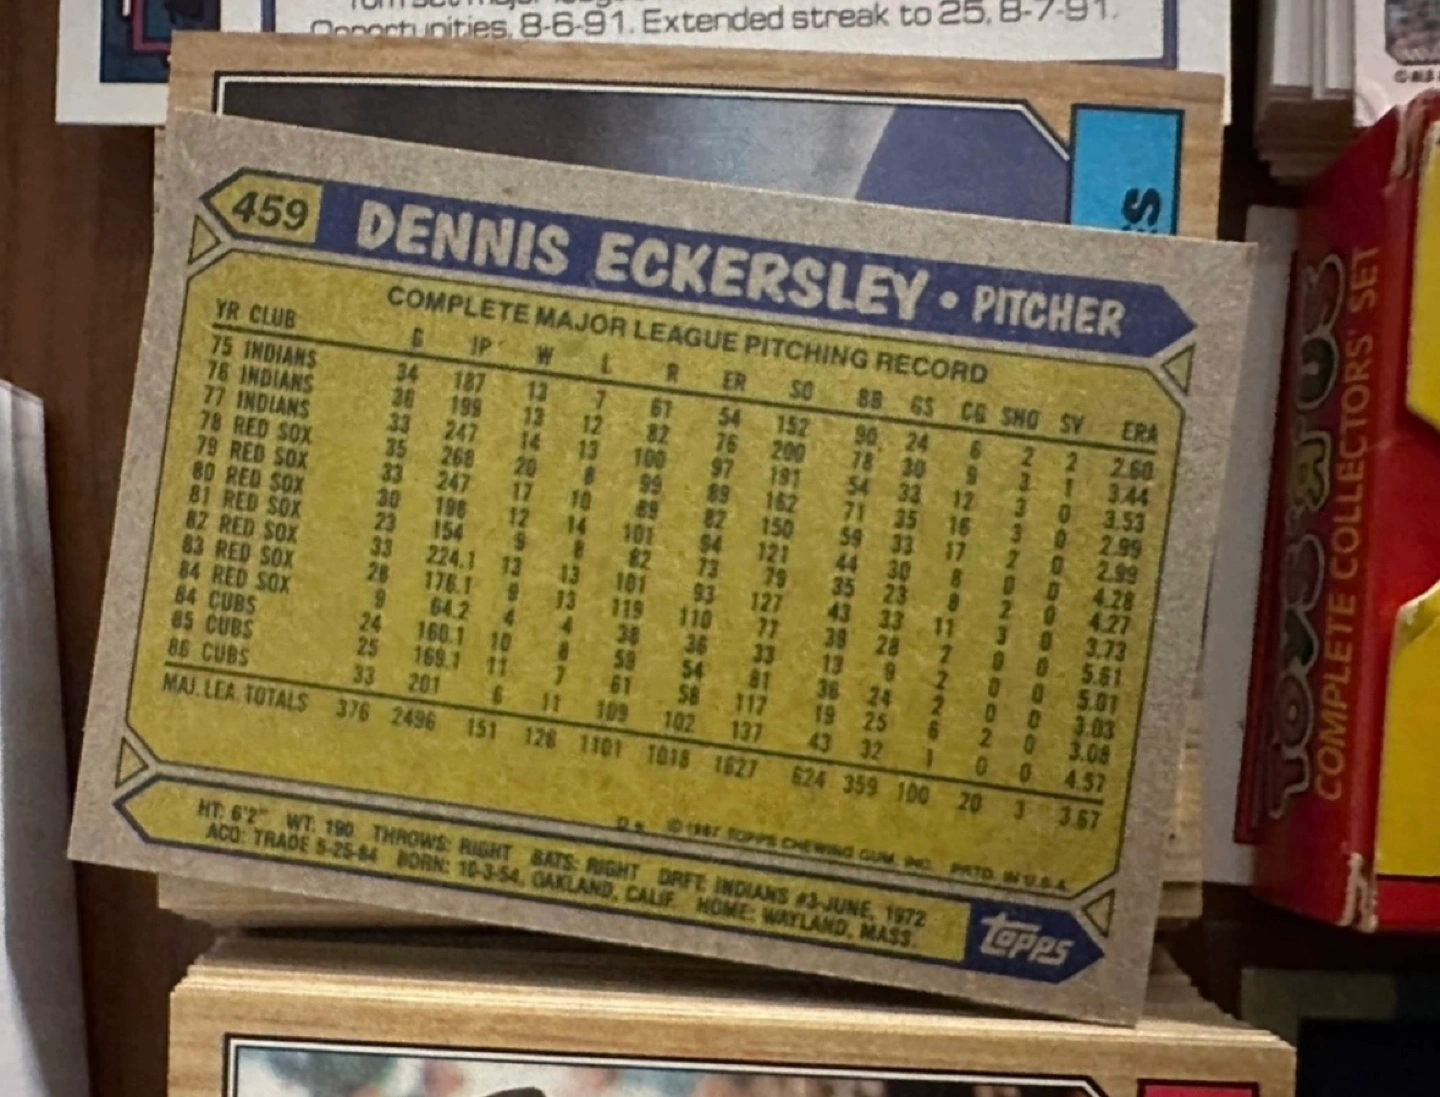 Opportunities, 8-6-91. Extended streak to 25, 8-7-91.
459 DENNIS ECKERSLEY • PITCHER
COMPLETE MAJOR LEAGUE PITCHING RECORD
YR CLUB G IP W L R ER SO BB GS CG SHO SV ERA
75 INDIANS 34 187 13 7 61 54 152 90 24 6 2 2 2.60
76 INDIANS 36 199 13 12 82 76 200 78 30 9 3 1 3.44
77 INDIANS 33 247 14 13 100 97 191 54 33 12 3 0 3.53
78 RED SOX 35 268 20 8 99 89 162 71 35 16 3 0 2.99
79 RED SOX 33 247 17 10 89 82 150 59 33 17 2 0 2.99
80 RED SOX 30 198 12 14 101 94 121 44 30 8 0 0 4.28
81 RED SOX 23 154 9 8 82 73 79 35 23 8 2 0 4.27
82 RED SOX 33 224.1 13 13 101 93 127 43 33 11 3 0 3.73
83 RED SOX 28 176.1 9 13 119 110 77 39 28 2 0 0 5.61
84 RED SOX 9 64.2 4 4 38 36 33 13 9 2 0 0 5.01
84 CUBS 24 160.1 10 8 59 54 81 36 24 2 0 0 3.03
85 CUBS 25 169.1 11 7 61 58 117 19 25 6 2 0 3.08
86 CUBS 33 201 6 11 109 102 137 43 32 1 0 0 4.57
MAJ. LEA. TOTALS 376 2496 151 128 1101 1018 1627 624 359 100 20 3 3.67
© 1987 TOPPS CHEWING GUM, INC. PRTD. IN U.S.A.
HT: 6'2" WT: 190 THROWS: RIGHT BATS: RIGHT DRFT: INDIANS #3-JUNE, 1972
ACQ: TRADE 5-25-84 BORN: 10-3-54, OAKLAND, CALIF. HOME: WAYLAND, MASS.
topps
TOYS R US
COMPLETE COLLECTORS' SET